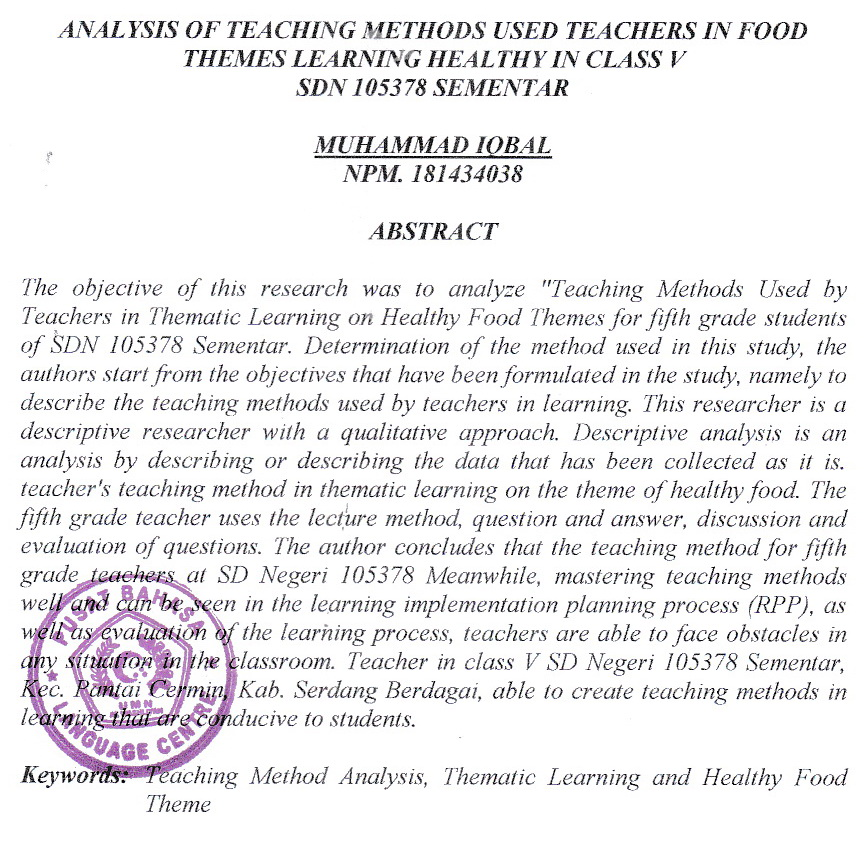 ANALYSIS OF TEACHING METHODS USED TEACHERS IN FOOD
THEMES LEARNING HEALTHY IN CLASS V
SDN 105378 SEMENTAR
MUHAMMAD IQBAL
NPM. 181434038
ABSTRACT
The objective of this research was to analyze "Teaching Methods Used by
Teachers in Thematic Learning on Healthy Food Themes for fifth grade students
of SDN 105378 Sementar. Determination of the method used in this study, the
authors start from the objectives that have been formulated in the study, namely to
describe the teaching methods used by teachers in learning. This researcher is a
descriptive researcher with a qualitative approach. Descriptive analysis is an
analysis by describing or describing the data that has been collected as it is.
teacher's teaching method in thematic learning on the theme of healthy food. The
fifth grade teacher uses the lecture method, question and answer, discussion and
evaluation of questions. The author concludes that the teaching method for fifth
grade teachers at SD Negeri 105378 Meanwhile, mastering teaching methods
well and can be seen in the learning implementation planning process (RPP), as
well as evaluation of the learning process, teachers are able to face obstacles in
any situation in the classroom. Teacher in class V SD Negeri 105378 Sementar,
Kec. Pantai Cermin, Kab. Serdang Berdagai, able to create teaching methods in
learning that are conducive to students.
Keywords: Teaching Method Analysis, Thematic Learning and Healthy Food
Theme
PUSAT BAHASA
UMN
LANGUAGE CENTRE